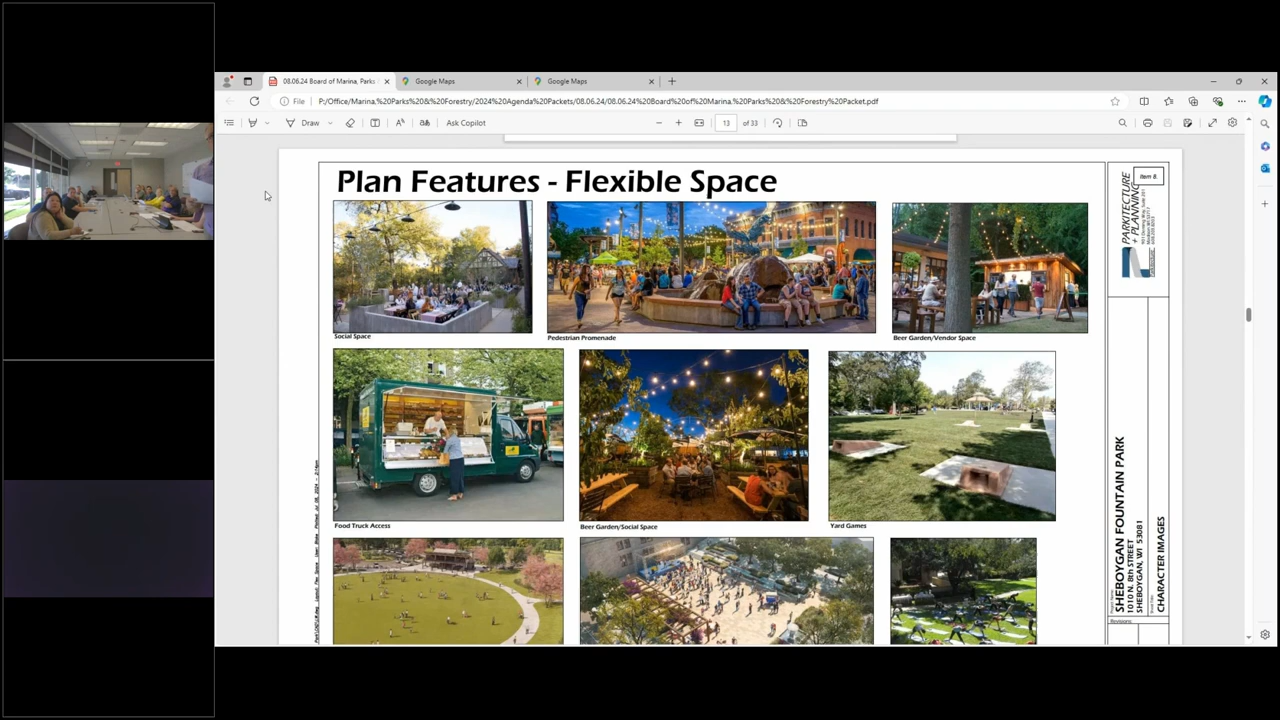 08.06.24 Board of Marina, Parks
Google Maps
Google Maps
File
P:/Office/Marina,%20Parks%20&%20Forestry/2024%20Agenda%20Packets/08.06.24/08.06.24%20Board%20of%20Marina.%20Parks%20&%20Forestry%20Packet.pdf
Draw
Ask Copilot
13
of 33
Plan Features - Flexible Space
Item 8.
Social Space
Pedestrian Promenade
Beer Garden/Vendor Space
Food Truck Access
Beer Garden/Social Space
Yard Games
PARKITECTURE
+ PLANNING
SHEBOYGAN FOUNTAIN PARK
1010 N. 8th STREET
SHEBOYGAN, WI 53081
CHARACTER IMAGES
Revisions: